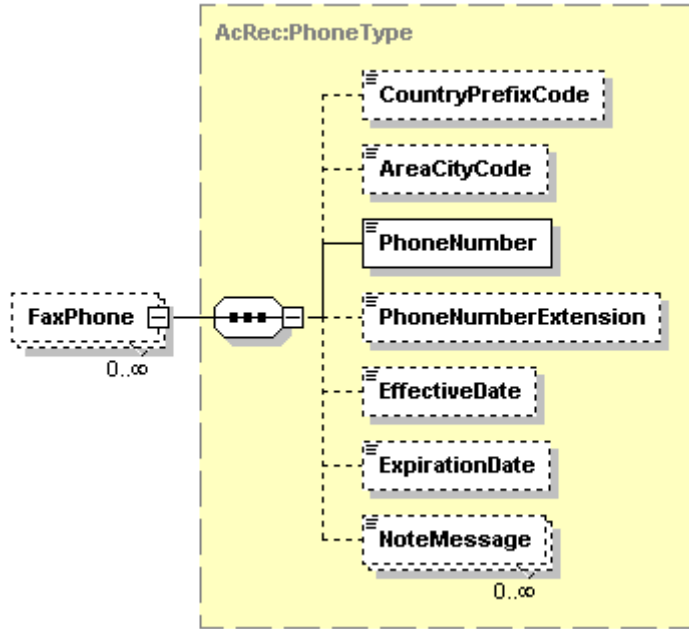 AcRec:PhoneType
CountryPrefixCode
AreaCityCode
PhoneNumber
FaxPhone
0..∞
PhoneNumberExtension
EffectiveDate
ExpirationDate
NoteMessage
0..∞